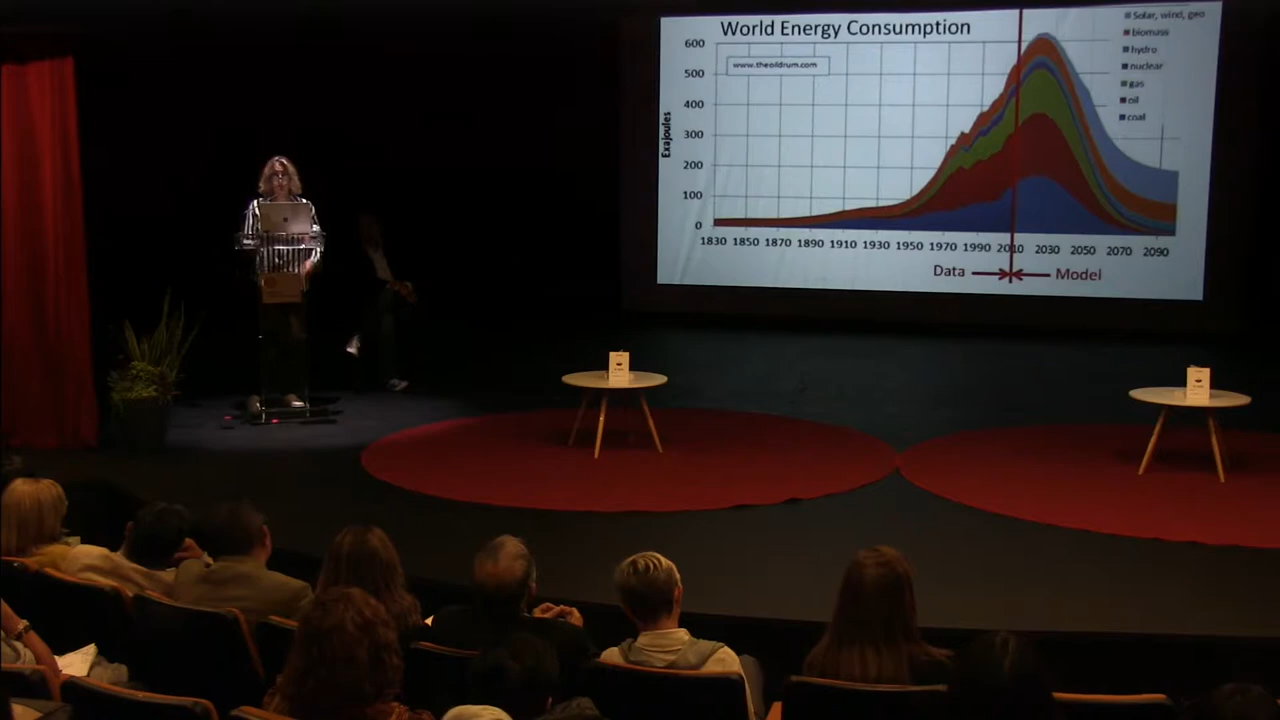 World Energy Consumption
www.theoildrum.com
Solar, wind, geo
biomass
hydro
nuclear
gas
oil
coal
Exajoules
600
500
400
300
200
100
0
1830 1850 1870 1890 1910 1930 1950 1970 1990 2010 2030 2050 2070 2090
Data Model